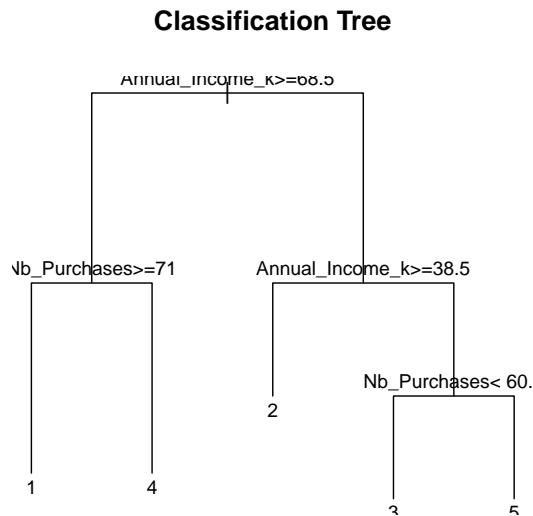 Classification Tree
Annual_Income_k>=68.5
Nb_Purchases>=71
Annual_Income_k>=38.5
Nb_Purchases< 60.
2
1
4
3
5